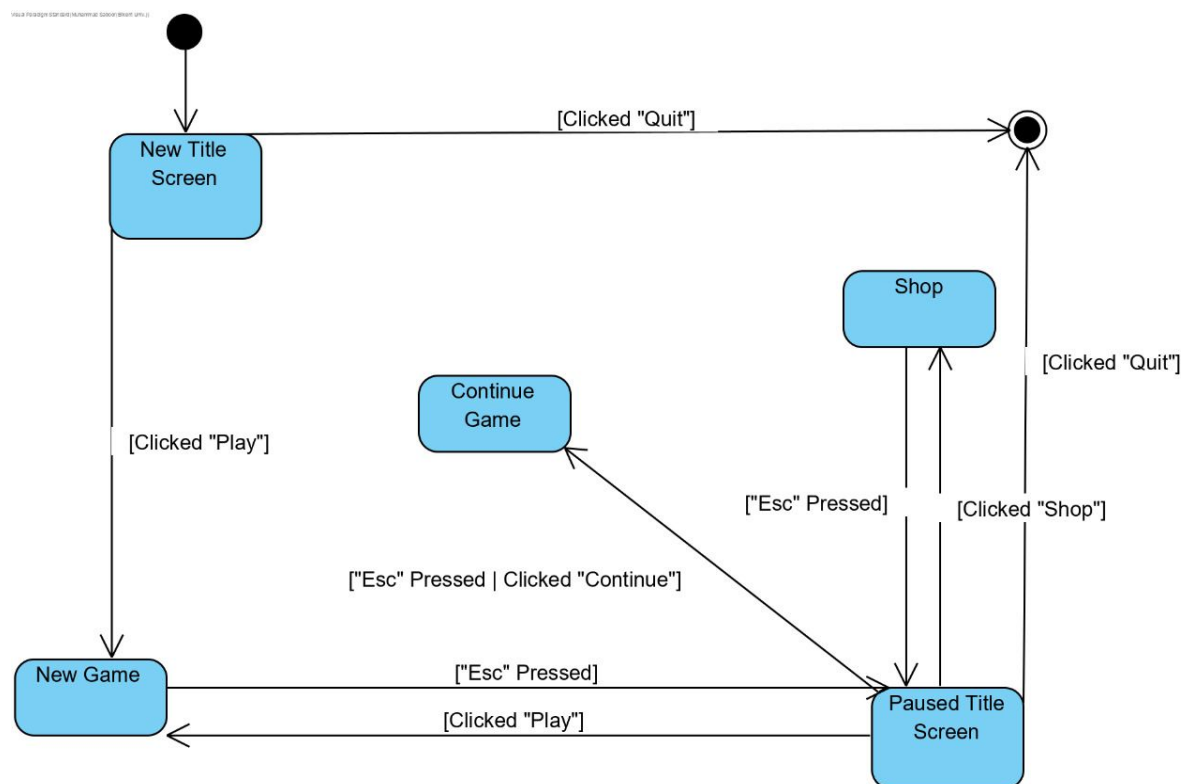 [Clicked "Quit"]
New Title
Screen
Shop
[Clicked "Quit"]
Continue
Game
[Clicked "Play"]
["Esc" Pressed]
[Clicked "Shop"]
["Esc" Pressed | Clicked "Continue"]
["Esc" Pressed]
New Game
Paused Title
Screen
[Clicked "Play"]